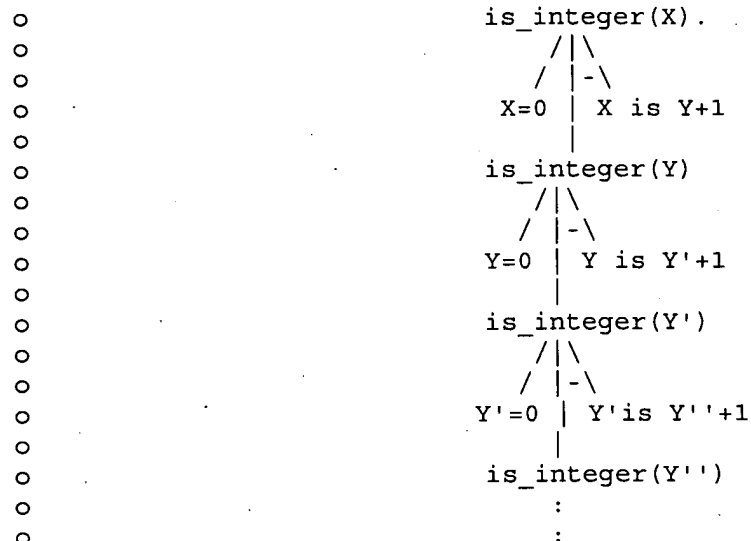 is_integer(X).
/|\
/ |-\
X=0 | X is Y+1
|
is_integer(Y)
/|\
/ |-\
Y=0 | Y is Y'+1
|
is_integer(Y')
/|\
/ |-\
Y'=0 | Y'is Y''+1
|
is_integer(Y'')
:
: